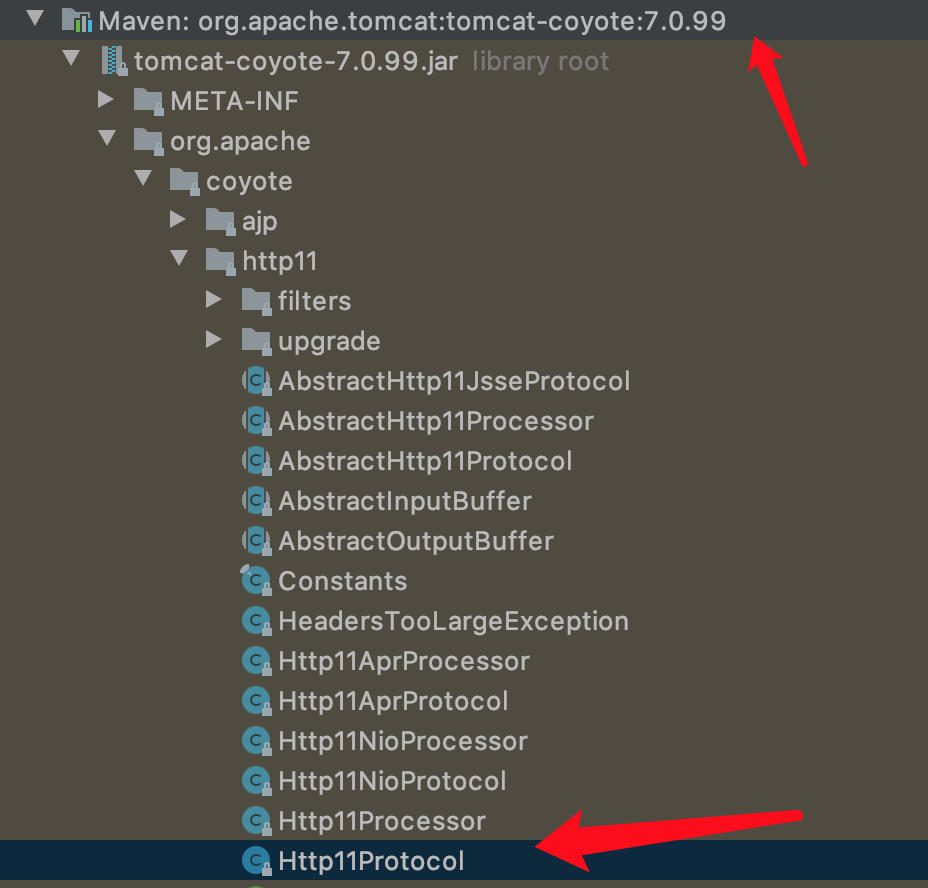 Maven: org.apache.tomcat:tomcat-coyote:7.0.99
tomcat-coyote-7.0.99.jar library root
META-INF
org.apache
coyote
ajp
http11
filters
upgrade
AbstractHttp11JsseProtocol
AbstractHttp11Processor
AbstractHttp11Protocol
AbstractInputBuffer
AbstractOutputBuffer
Constants
HeadersTooLargeException
Http11AprProcessor
Http11AprProtocol
Http11NioProcessor
Http11NioProtocol
Http11Processor
Http11Protocol